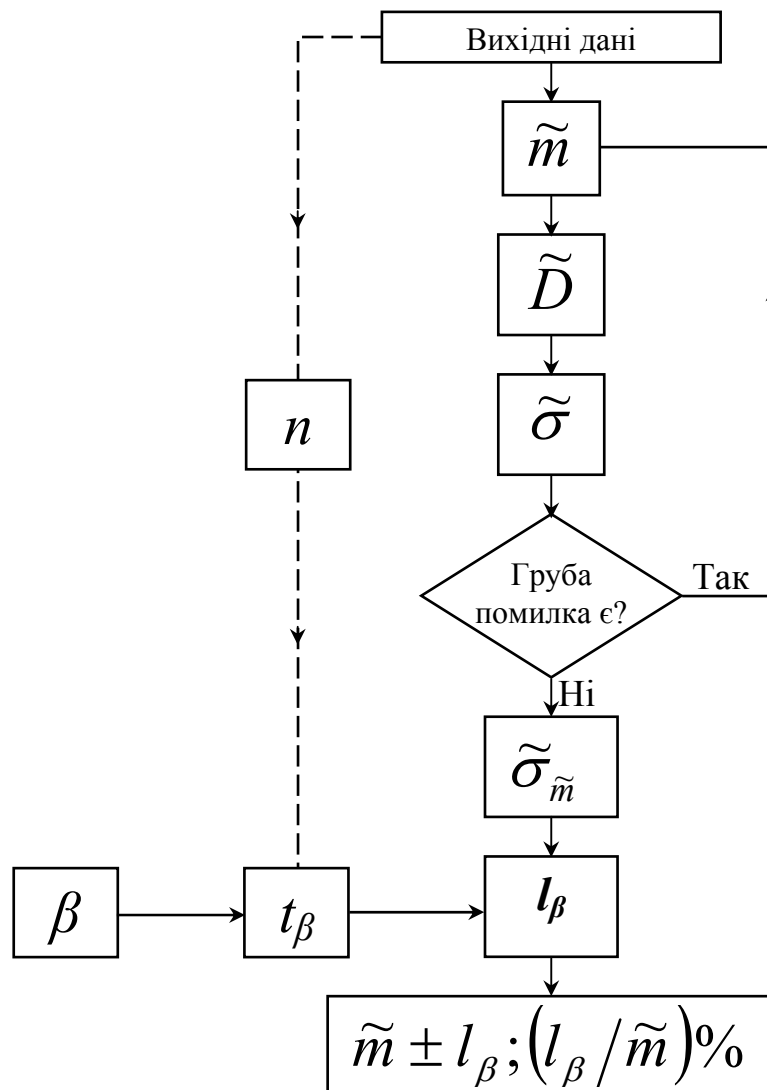 Вихідні дані
m̃
D̃
n
σ̃
Груба
помилка є?
Так
Ні
σ̃_m̃
β
t_β
l_β
m̃ ± l_β; (l_β/m̃)%